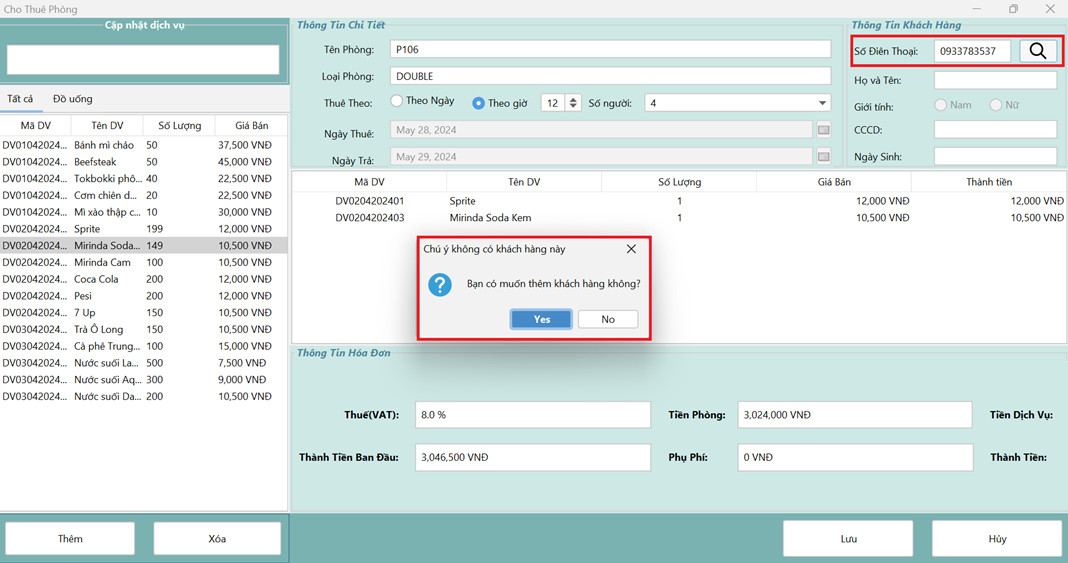 Cho Thuê Phòng
Cập nhật dịch vụ
Tất cả Đồ uống
Mã DV Tên DV Số Lượng Giá Bán
DV01042024... Bánh mì chảo 50 37,500 VNĐ
DV01042024... Beefsteak 50 45,000 VNĐ
DV01042024... Tokbokki phô... 40 22,500 VNĐ
DV01042024... Cơm chiên d... 20 22,500 VNĐ
DV01042024... Mì xào thập c... 10 30,000 VNĐ
DV02042024... Sprite 199 12,000 VNĐ
DV02042024... Mirinda Soda... 149 10,500 VNĐ
DV02042024... Mirinda Cam 100 10,500 VNĐ
DV02042024... Coca Cola 200 12,000 VNĐ
DV02042024... Pesi 200 12,000 VNĐ
DV02042024... 7 Up 150 10,500 VNĐ
DV03042024... Trà Ô Long 150 10,500 VNĐ
DV03042024... Cà phê Trung... 100 15,000 VNĐ
DV03042024... Nước suối La... 500 7,500 VNĐ
DV03042024... Nước suối Aq... 300 9,000 VNĐ
DV03042024... Nước suối Da... 200 10,500 VNĐ
Thêm Xóa
Thông Tin Chi Tiết
Tên Phòng: P106
Loại Phòng: DOUBLE
Thuê Theo: Theo Ngày Theo giờ 12 Số người: 4
Ngày Thuê: May 28, 2024
Ngày Trả: May 29, 2024
Thông Tin Khách Hàng
Số Điên Thoại: 0933783537
Họ và Tên:
Giới tính: Nam Nữ
CCCD:
Ngày Sinh:
Mã DV Tên DV Số Lượng Giá Bán Thành tiền
DV0204202401 Sprite 1 12,000 VNĐ 12,000 VNĐ
DV0204202403 Mirinda Soda Kem 1 10,500 VNĐ 10,500 VNĐ
Chú ý không có khách hàng này
Bạn có muốn thêm khách hàng không?
Yes No
Thông Tin Hóa Đơn
Thuế(VAT): 8.0 % Tiền Phòng: 3,024,000 VNĐ Tiền Dịch Vụ:
Thành Tiền Ban Đầu: 3,046,500 VNĐ Phụ Phí: 0 VNĐ Thành Tiền:
Lưu Hủy